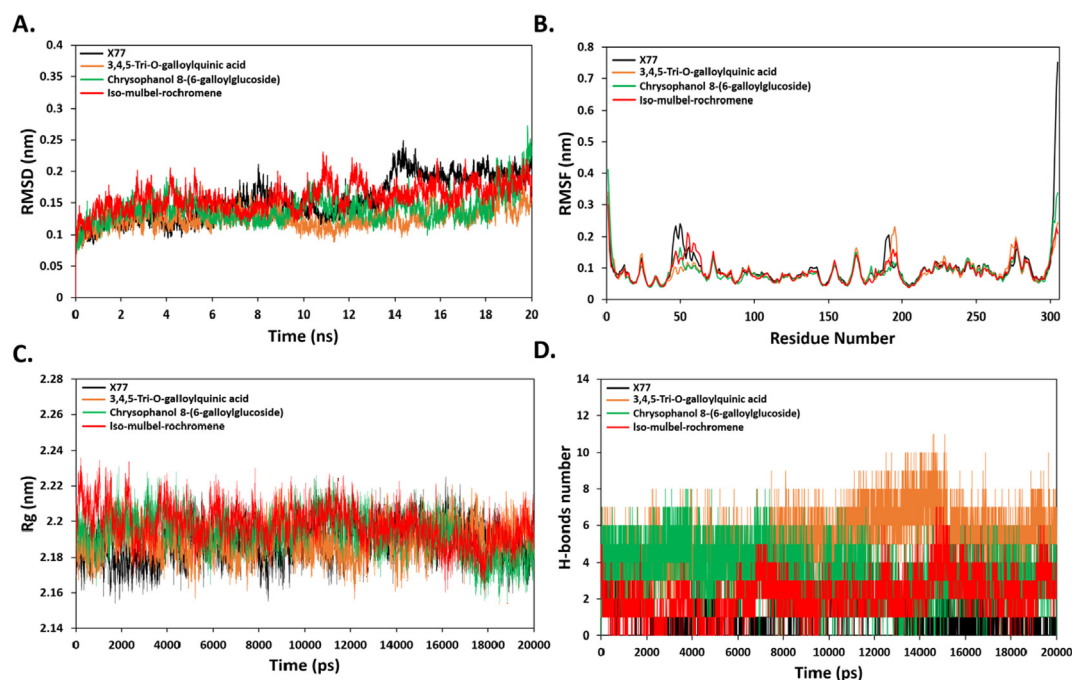 A.
0.4
0.35
0.3
0.25
0.2
0.15
0.1
0.05
0
RMSD (nm)
X77
3,4,5-Tri-O-galloylquinic acid
Chrysophanol 8-(6-galloylglucoside)
Iso-mulbel-rochromene
0 2 4 6 8 10 12 14 16 18 20
Time (ns)
B.
0.8
0.7
0.6
0.5
0.4
0.3
0.2
0.1
0
RMSF (nm)
X77
3,4,5-Tri-O-galloylquinic acid
Chrysophanol 8-(6-galloylglucoside)
Iso-mulbel-rochromene
0 50 100 150 200 250 300
Residue Number
C.
2.28
2.26
2.24
2.22
2.2
2.18
2.16
2.14
Rg (nm)
X77
3,4,5-Tri-O-galloylquinic acid
Chrysophanol 8-(6-galloylglucoside)
Iso-mulbel-rochromene
0 2000 4000 6000 8000 10000 12000 14000 16000 18000 20000
Time (ps)
D.
14
12
10
8
6
4
2
0
H-bonds number
X77
3,4,5-Tri-O-galloylquinic acid
Chrysophanol 8-(6-galloylglucoside)
Iso-mulbel-rochromene
0 2000 4000 6000 8000 10000 12000 14000 16000 18000 20000
Time (ps)